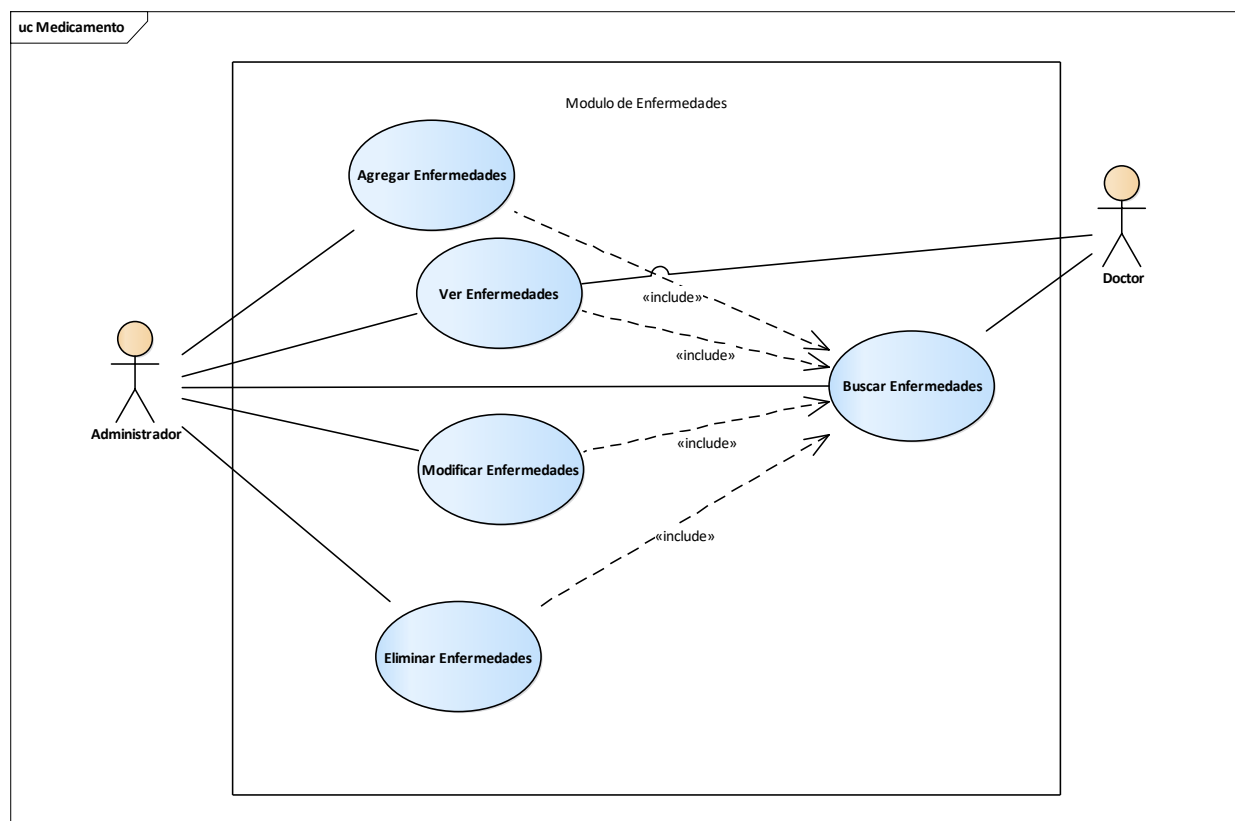 uc Medicamento
Modulo de Enfermedades
Agregar Enfermedades
Ver Enfermedades
«include»
Doctor
«include»
Buscar Enfermedades
Administrador
«include»
Modificar Enfermedades
«include»
Eliminar Enfermedades